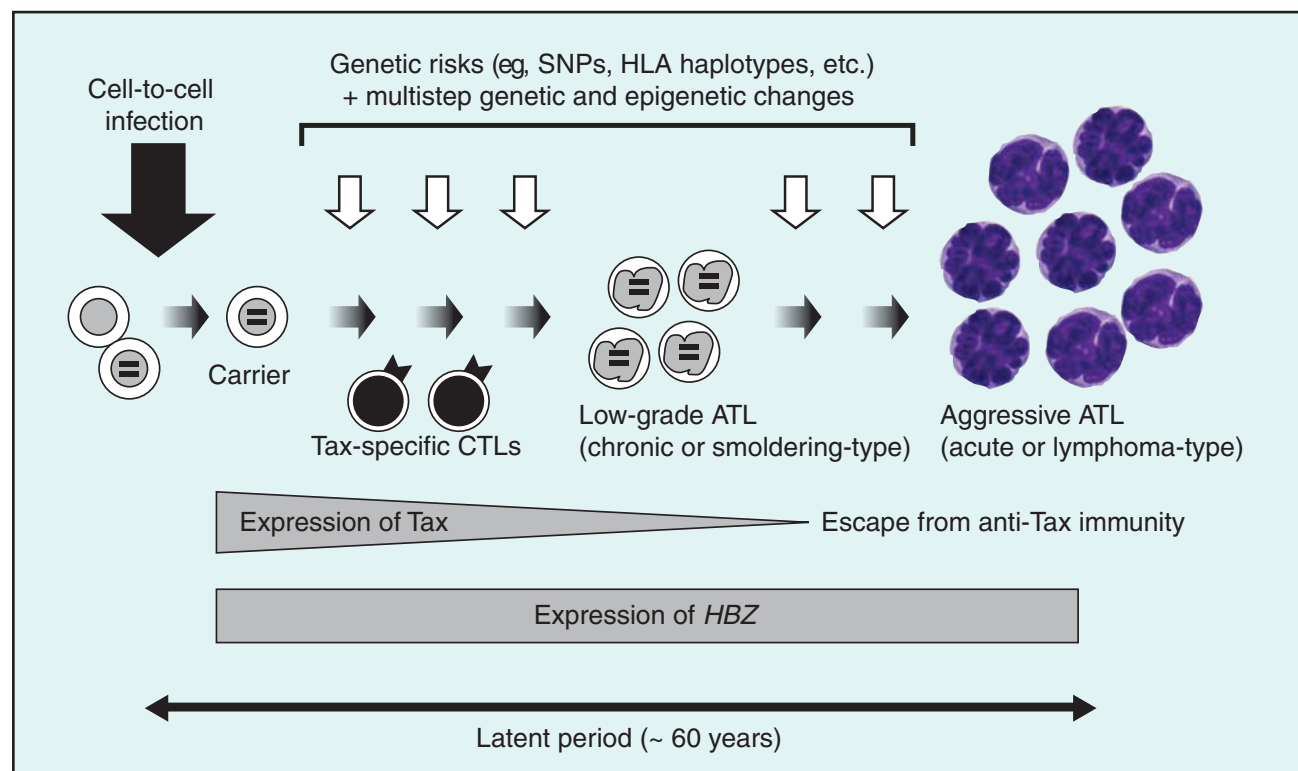 Genetic risks (eg, SNPs, HLA haplotypes, etc.)
+ multistep genetic and epigenetic changes
Cell-to-cell
infection
Carrier
Tax-specific CTLs
Low-grade ATL
(chronic or smoldering-type)
Aggressive ATL
(acute or lymphoma-type)
Expression of Tax
Escape from anti-Tax immunity
Expression of HBZ
Latent period (~ 60 years)